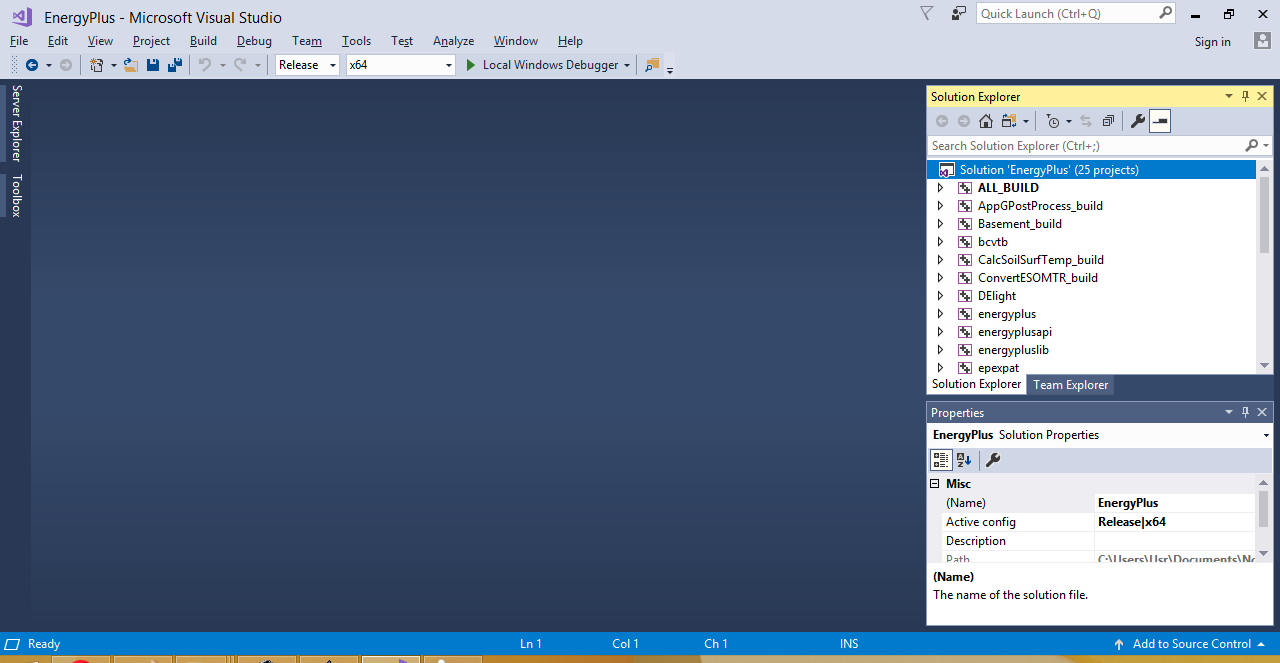 EnergyPlus - Microsoft Visual Studio
Quick Launch (Ctrl+Q)
File Edit View Project Build Debug Team Tools Test Analyze Window Help
Sign in
Release x64 Local Windows Debugger
Server Explorer
Toolbox
Solution Explorer
Search Solution Explorer (Ctrl+;)
Solution 'EnergyPlus' (25 projects)
ALL_BUILD
AppGPostProcess_build
Basement_build
bcvtb
CalcSoilSurfTemp_build
ConvertESOMTR_build
DElight
energyplus
energyplusapi
energypluslib
epexpat
Solution Explorer Team Explorer
Properties
EnergyPlus Solution Properties
Misc
(Name) EnergyPlus
Active config Release|x64
Description
Path C:\Users\Usr\Documents\No
(Name)
The name of the solution file.
Ready Ln 1 Col 1 Ch 1 INS Add to Source Control